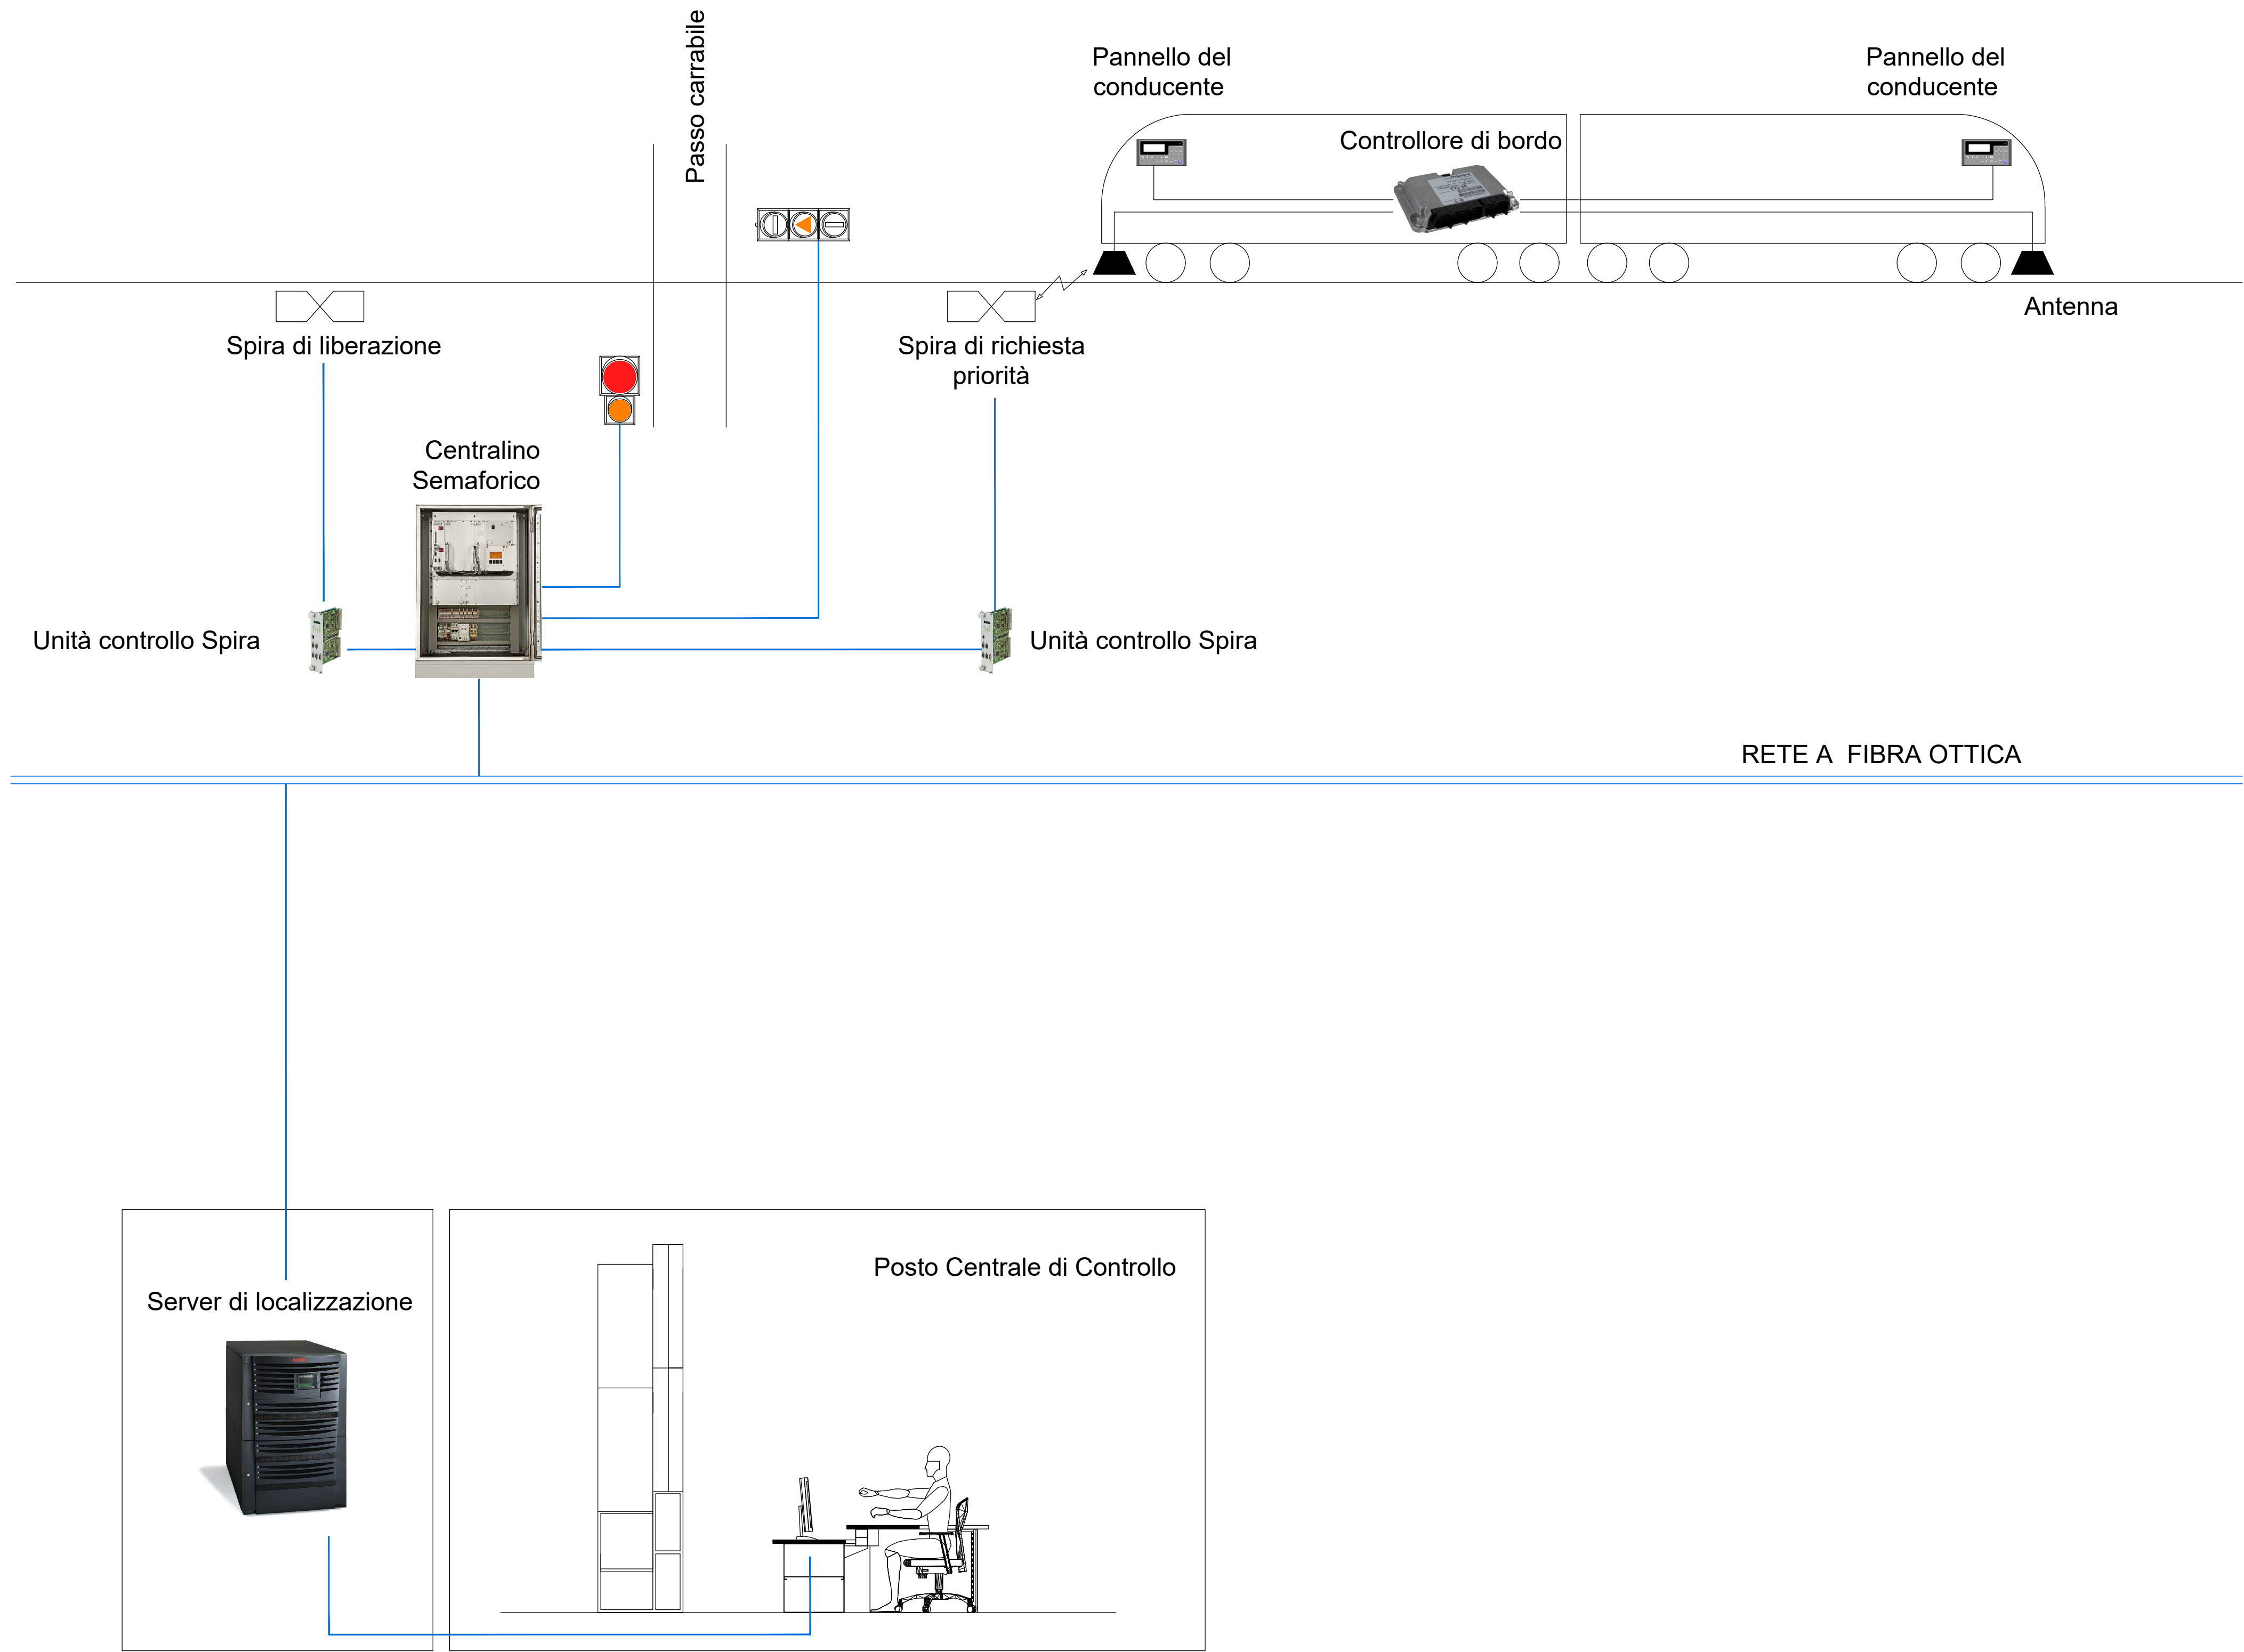 Passo carrabile
Pannello del
conducente
Pannello del
conducente
Controllore di bordo
Antenna
Spira di liberazione
Spira di richiesta
priorità
Centralino
Semaforico
Unità controllo Spira
Unità controllo Spira
RETE A FIBRA OTTICA
Server di localizzazione
Posto Centrale di Controllo